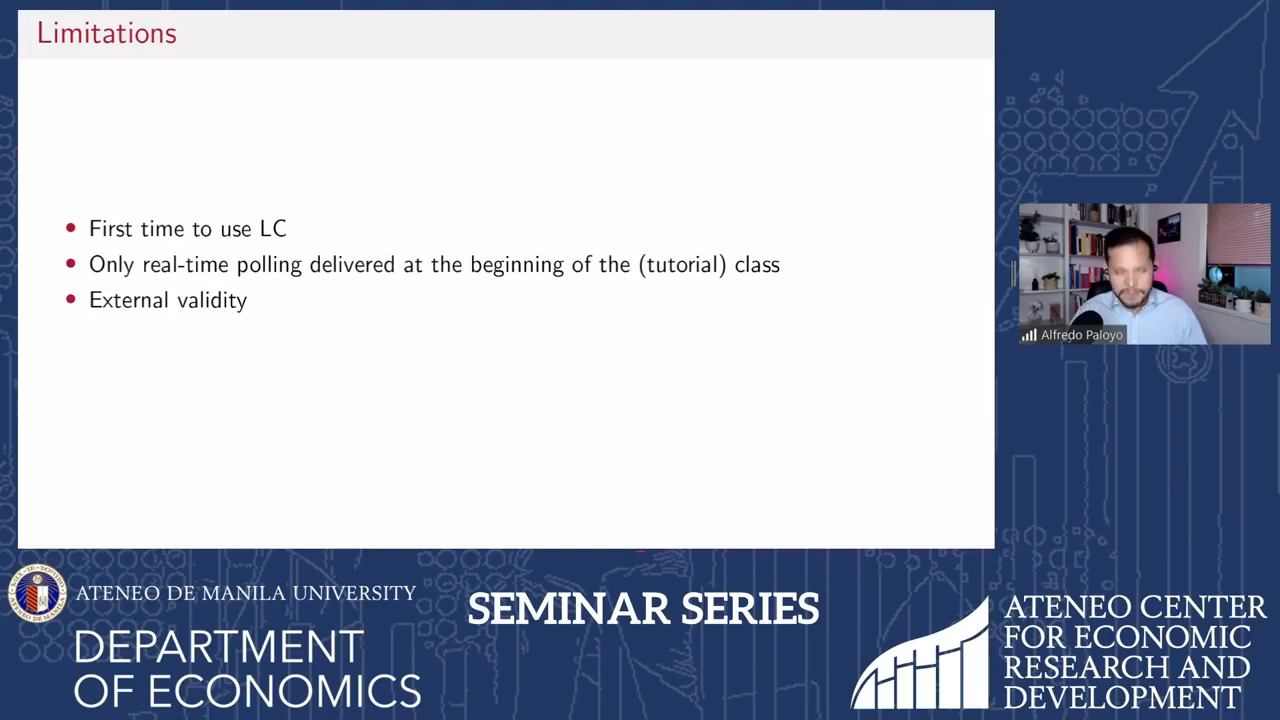 Limitations
First time to use LC
Only real-time polling delivered at the beginning of the (tutorial) class
External validity
Alfredo Paloyo
ATENEO DE MANILA UNIVERSITY
DEPARTMENT
OF ECONOMICS
SEMINAR SERIES
ATENEO CENTER
FOR ECONOMIC
RESEARCH AND
DEVELOPMENT